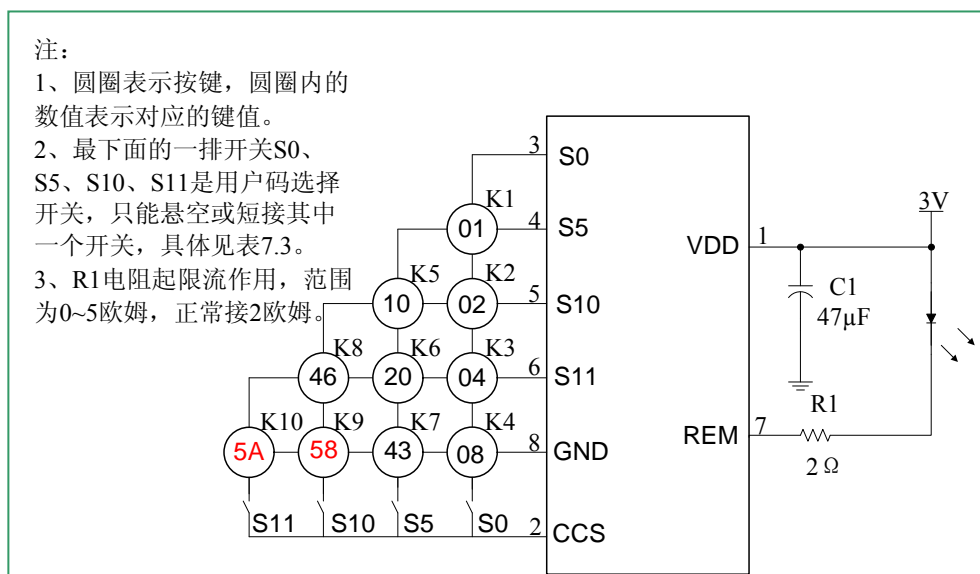 注：
1、圆圈表示按键，圆圈内的
数值表示对应的键值。
2、最下面的一排开关S0、
S5、S10、S11是用户码选择
开关，只能悬空或短接其中
一个开关，具体见表7.3。
3、R1电阻起限流作用，范围
为0~5欧姆，正常接2欧姆。
3 S0
K1
01 4 S5
K5 K2
10 02 5 S10
K8 K6 K3
46 20 04 6 S11
K10 K9 K7 K4
5A 58 43 08 8 GND
S11 S10 S5 S0 2 CCS
3V
VDD 1
C1
47μF
R1
REM 7
2 Ω